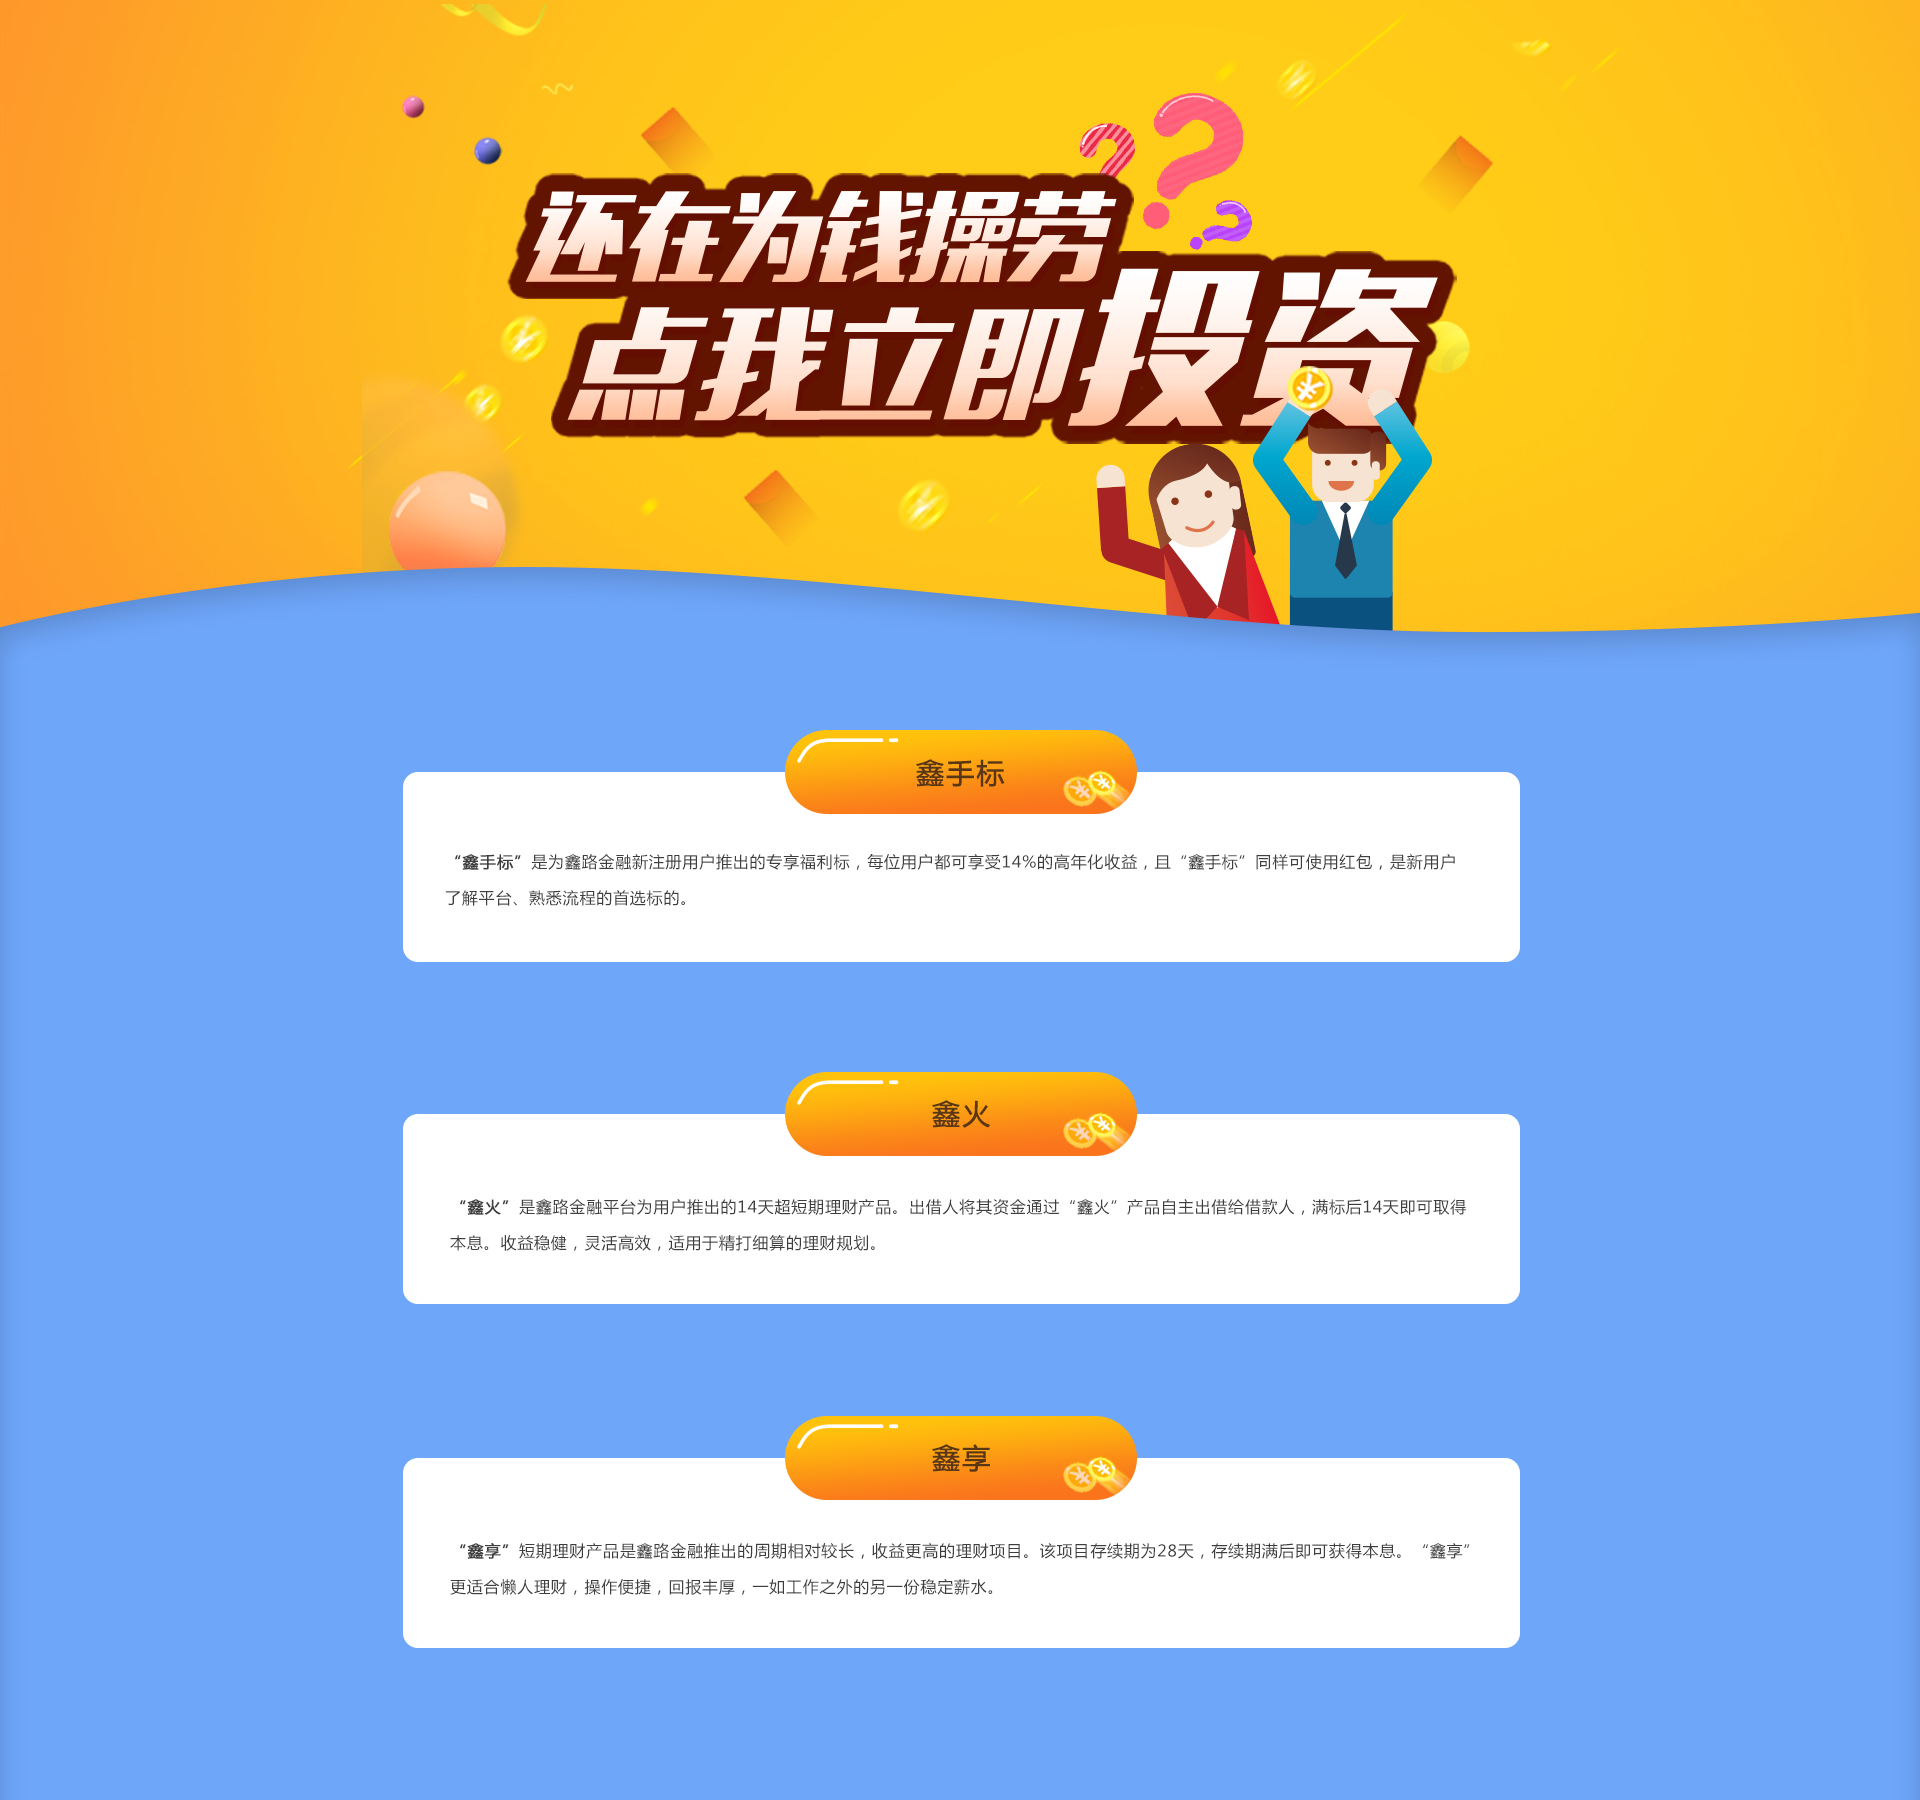 还在为钱操劳
点我立即投资
鑫手标
“鑫手标”是为鑫路金融新注册用户推出的专享福利标，每位用户都可享受14%的高年化收益，且“鑫手标”同样可使用红包，是新用户
了解平台、熟悉流程的首选标的。
鑫火
“鑫火”是鑫路金融平台为用户推出的14天超短期理财产品。出借人将其资金通过“鑫火”产品自主出借给借款人，满标后14天即可取得
本息。收益稳健，灵活高效，适用于精打细算的理财规划。
鑫享
“鑫享”短期理财产品是鑫路金融推出的周期相对较长，收益更高的理财项目。该项目存续期为28天，存续期满后即可获得本息。“鑫享”
更适合懒人理财，操作便捷，回报丰厚，一如工作之外的另一份稳定薪水。